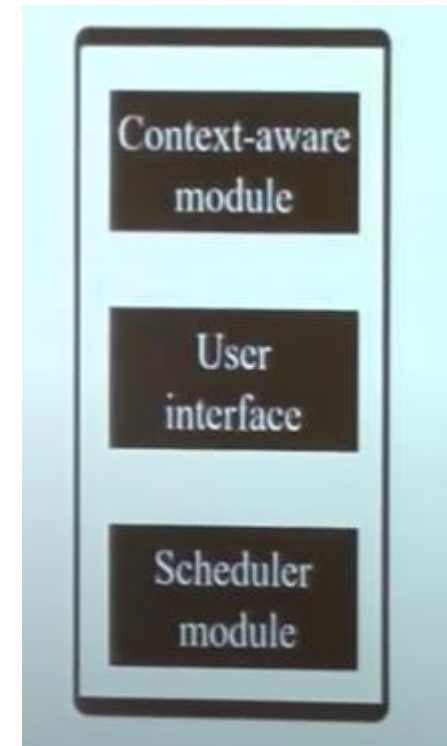 Context-aware
module
User
interface
Scheduler
module